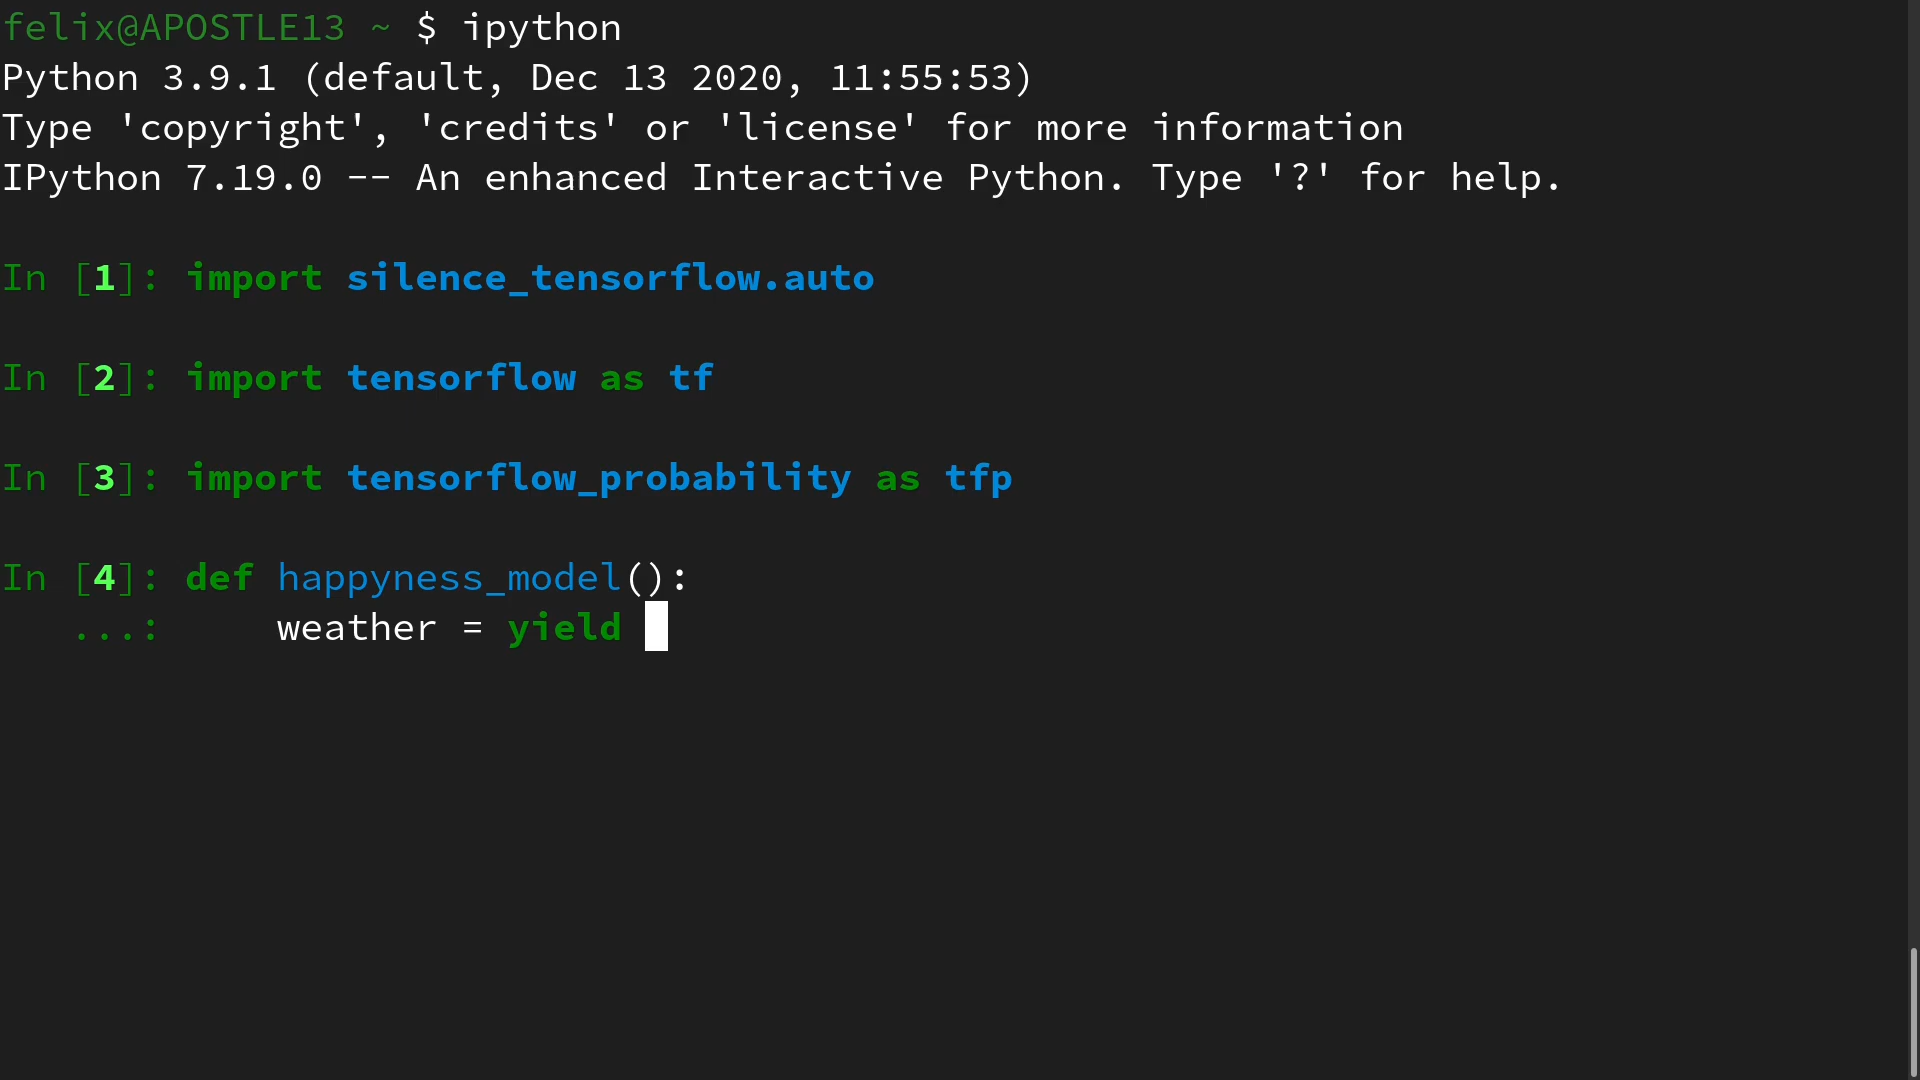 felix@APOSTLE13 ~ $ ipython
Python 3.9.1 (default, Dec 13 2020, 11:55:53)
Type 'copyright', 'credits' or 'license' for more information
IPython 7.19.0 -- An enhanced Interactive Python. Type '?' for help.
In [1]: import silence_tensorflow.auto
In [2]: import tensorflow as tf
In [3]: import tensorflow_probability as tfp
In [4]: def happyness_model():
   ...:     weather = yield